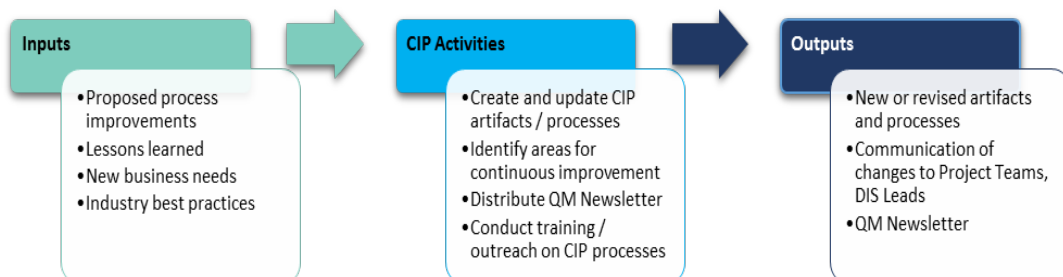 Inputs
•Proposed process
improvements
•Lessons learned
•New business needs
•Industry best practices
CIP Activities
•Create and update CIP
artifacts / processes
•Identify areas for
continuous improvement
•Distribute QM Newsletter
•Conduct training /
outreach on CIP processes
Outputs
•New or revised artifacts
and processes
•Communication of
changes to Project Teams,
DIS Leads
•QM Newsletter